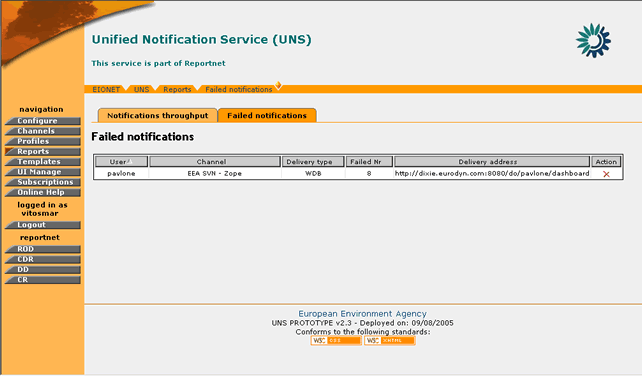 Unified Notification Service (UNS)
This service is part of Reportnet
EIONET UNS Reports Failed notifications
navigation
Configure
Channels
Profiles
Reports
Templates
UI Manage
Subscriptions
Online Help
logged in as
vitosmar
Logout
reportnet
ROD
CDR
DD
CR
Notifications throughput Failed notifications
Failed notifications
User Channel Delivery type Failed Nr Delivery address Action
pavlone EEA SVN - Zope WDB 8 http://dixie.eurodyn.com:8080/do/pavlone/dashboard
European Environment Agency
UNS PROTOTYPE v2.3 - Deployed on: 09/08/2005
Conforms to the following standards:
W3C CSS W3C XHTML